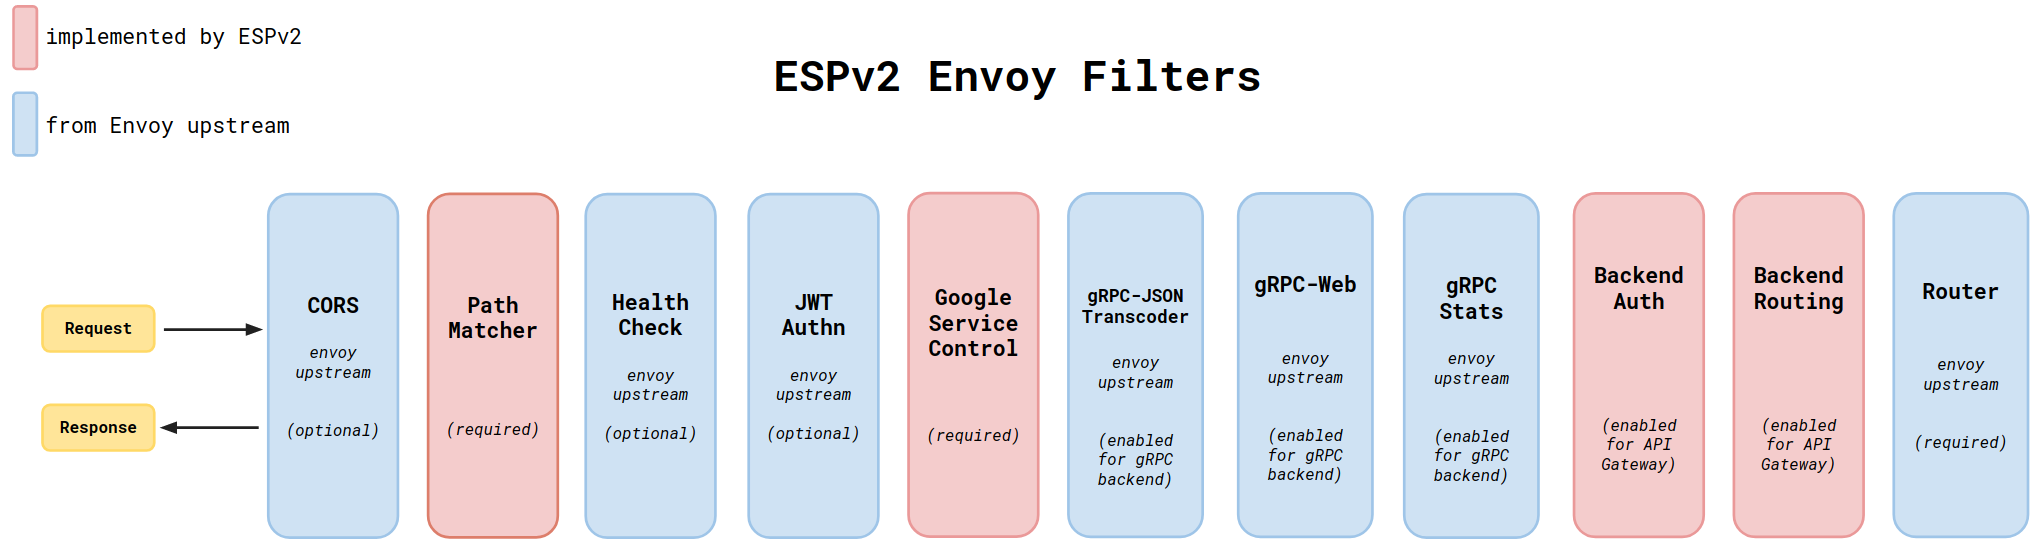 implemented by ESPv2
from Envoy upstream
ESPv2 Envoy Filters
Request
Response
CORS
envoy
upstream
(optional)
Path
Matcher
(required)
Health
Check
envoy
upstream
(optional)
JWT
Authn
envoy
upstream
(optional)
Google
Service
Control
(required)
gRPC-JSON
Transcoder
envoy
upstream
(enabled
for gRPC
backend)
gRPC-Web
envoy
upstream
(enabled
for gRPC
backend)
gRPC
Stats
envoy
upstream
(enabled
for gRPC
backend)
Backend
Auth
(enabled
for API
Gateway)
Backend
Routing
(enabled
for API
Gateway)
Router
envoy
upstream
(required)